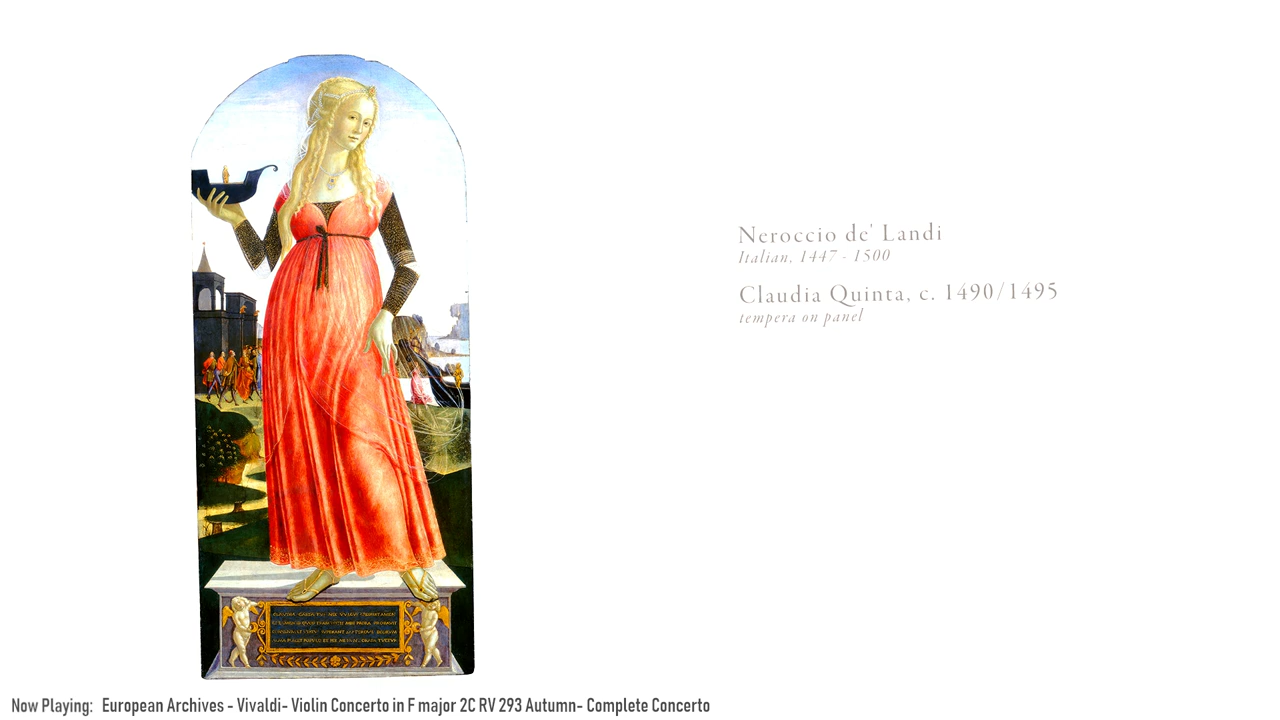 Neroccio de' Landi
Italian, 1447 - 1500
Claudia Quinta, c. 1490/1495
tempera on panel
Now Playing: European Archives - Vivaldi- Violin Concerto in F major 2C RV 293 Autumn- Complete Concerto